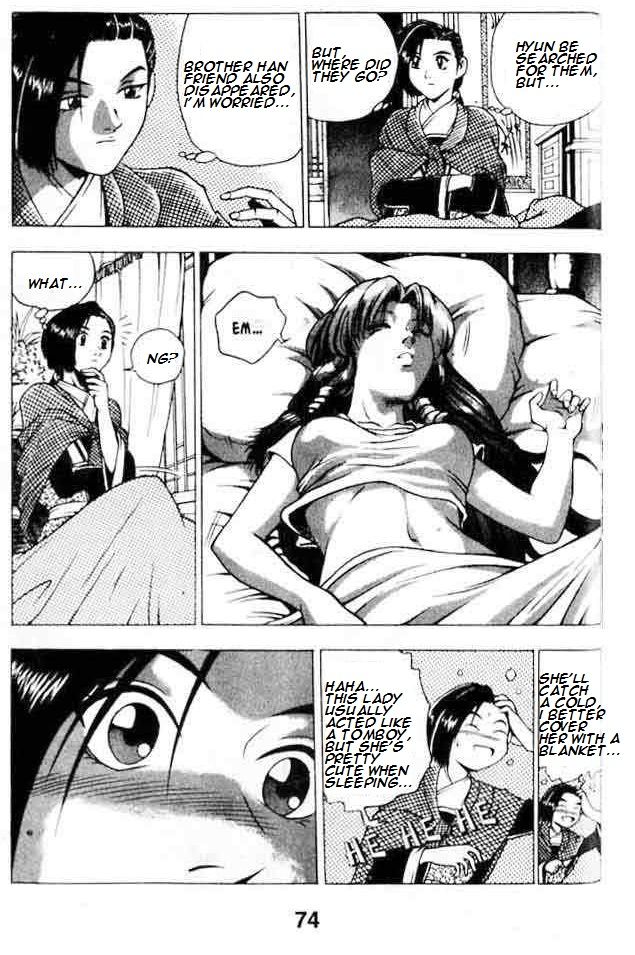 HYUN BE
SEARCHED
FOR THEM,
BUT...
BUT,
WHERE DID
THEY GO?
BROTHER HAN
FRIEND ALSO
DISAPPEARED,
I'M WORRIED...
EM...
NG?
WHAT...
SHE'LL
CATCH
A COLD,
I BETTER
COVER
HER WITH A
BLANKET...
HAHA...
THIS LADY
USUALLY
ACTED LIKE
A TOMBOY,
BUT SHE'S
PRETTY
CUTE WHEN
SLEEPING...
HE HE HE HE
74